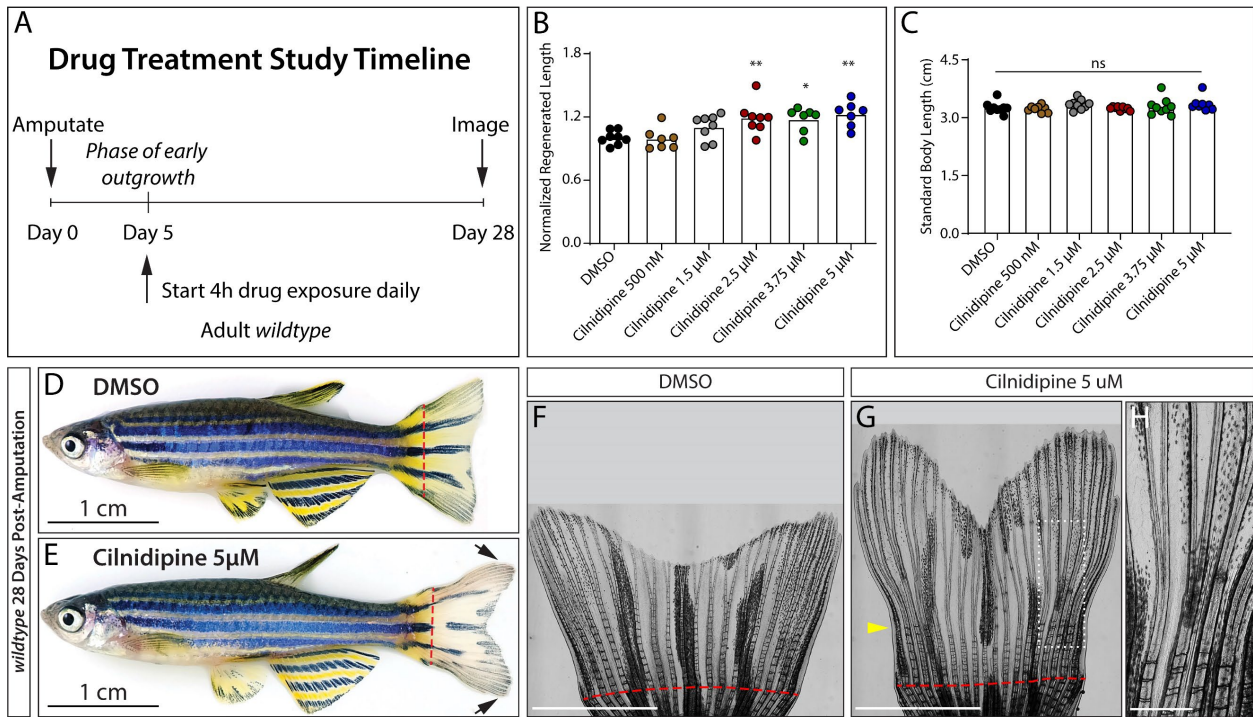 A
Drug Treatment Study Timeline
Amputate
Image
Phase of early
outgrowth
Day 0
Day 5
Day 28
Start 4h drug exposure daily
Adult wildtype
B
Normalized Regenerated Length
1.8
1.2
0.6
0.0
**
*
**
DMSO
Cilnidipine 500 nM
Cilnidipine 1.5 µM
Cilnidipine 2.5 µM
Cilnidipine 3.75 µM
Cilnidipine 5 µM
C
Standard Body Length (cm)
4.5
3.0
1.5
0.0
ns
DMSO
Cilnidipine 500 nM
Cilnidipine 1.5 µM
Cilnidipine 2.5 µM
Cilnidipine 3.75 µM
Cilnidipine 5 µM
wildtype 28 Days Post-Amputation
D
DMSO
1 cm
E
Cilnidipine 5µM
1 cm
DMSO
F
Cilnidipine 5 uM
G
H